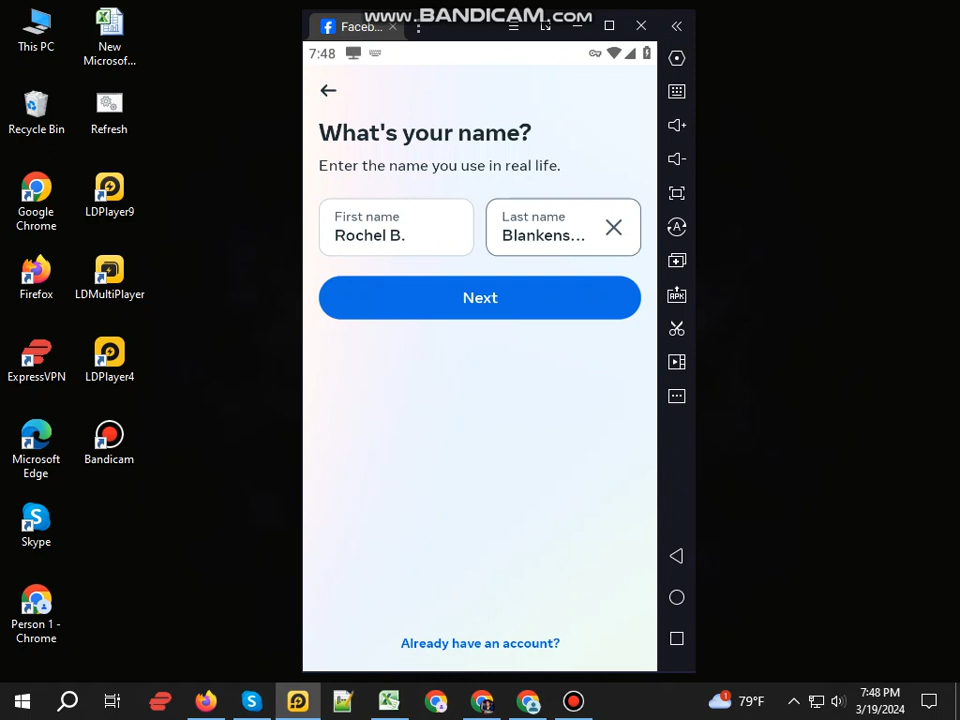 www.BANDICAM.com
Faceb...
7:48
What's your name?
Enter the name you use in real life.
First name
Rochel B.
Last name
Blankens...
Next
Already have an account?
This PC
New
Microsof...
Recycle Bin
Refresh
Google
Chrome
LDPlayer9
Firefox
LDMultiPlayer
ExpressVPN
LDPlayer4
Microsoft
Edge
Bandicam
Skype
Person 1 -
Chrome
A
APK
1
79°F
7:48 PM
3/19/2024